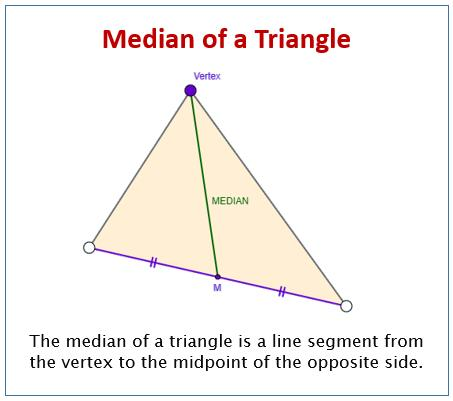 Median of a Triangle
Vertex
MEDIAN
M
The median of a triangle is a line segment from
the vertex to the midpoint of the opposite side.